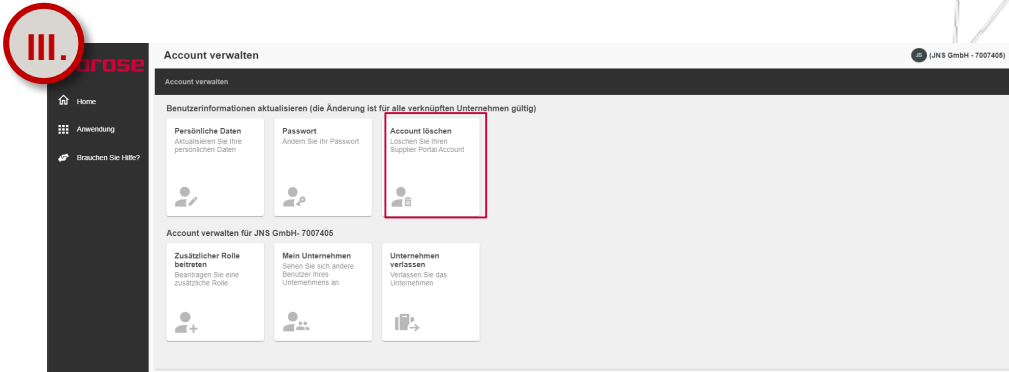 III.
rose
Account verwalten
JS (JNS GmbH - 7007405)
Account verwalten
Home
Anwendung
Brauchen Sie Hilfe?
Benutzerinformationen aktualisieren (die Änderung ist für alle verknüpften Unternehmen gültig)
Persönliche Daten
Aktualisieren Sie Ihre
persönlichen Daten
Passwort
Ändern Sie Ihr Passwort
Account löschen
Löschen Sie Ihren
Supplier Portal Account
Account verwalten für JNS GmbH- 7007405
Zusätzlicher Rolle
beitreten
Beantragen Sie eine
zusätzliche Rolle
Mein Unternehmen
Sehen Sie sich andere
Benutzer Ihres
Unternehmens an
Unternehmen
verlassen
Verlassen Sie das
Unternehmen